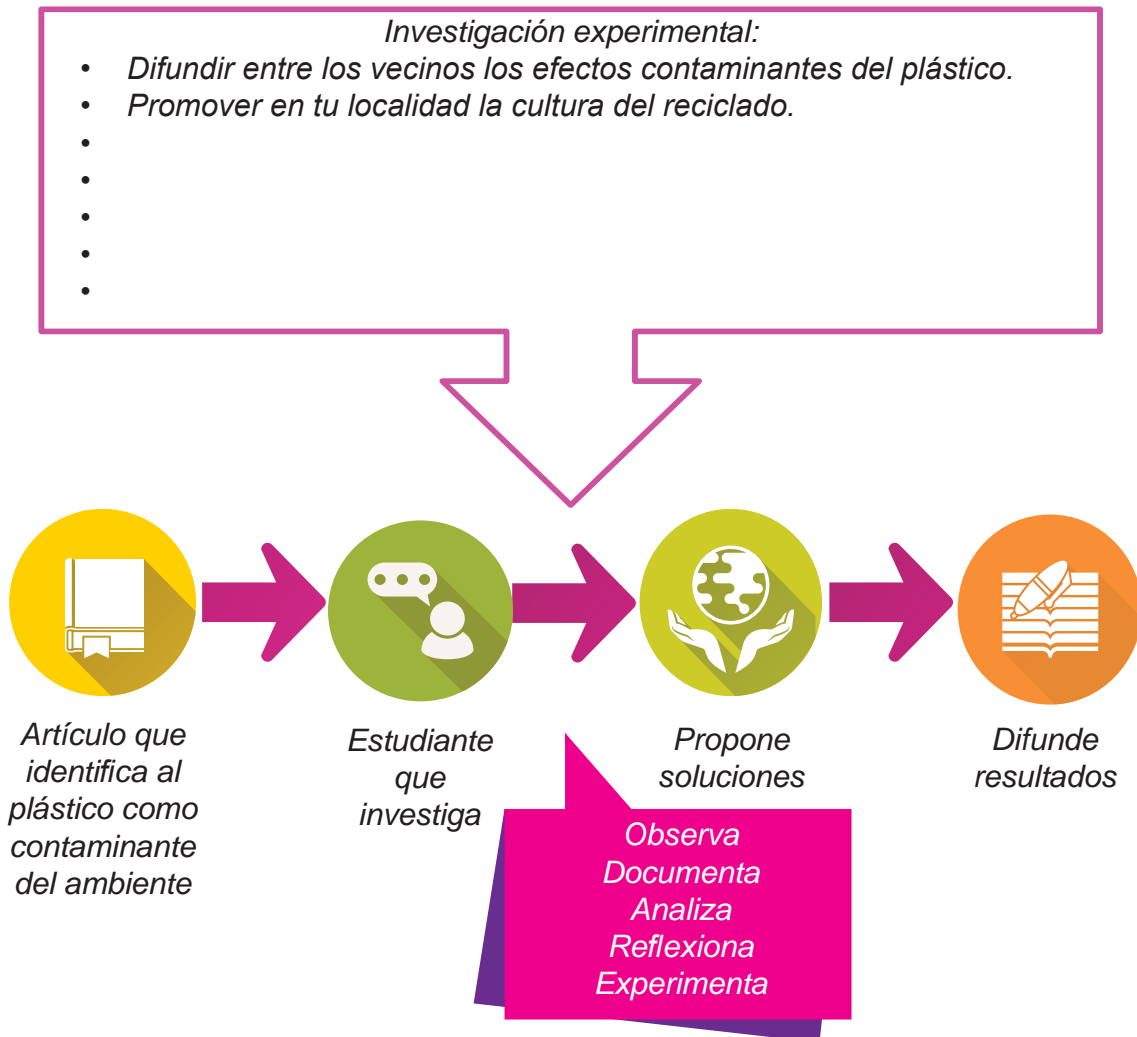 Investigación experimental:
• Difundir entre los vecinos los efectos contaminantes del plástico.
• Promover en tu localidad la cultura del reciclado.
•
•
•
•
•
Artículo que
identifica al
plástico como
contaminante
del ambiente
Estudiante
que
investiga
Propone
soluciones
Difunde
resultados
Observa
Documenta
Analiza
Reflexiona
Experimenta